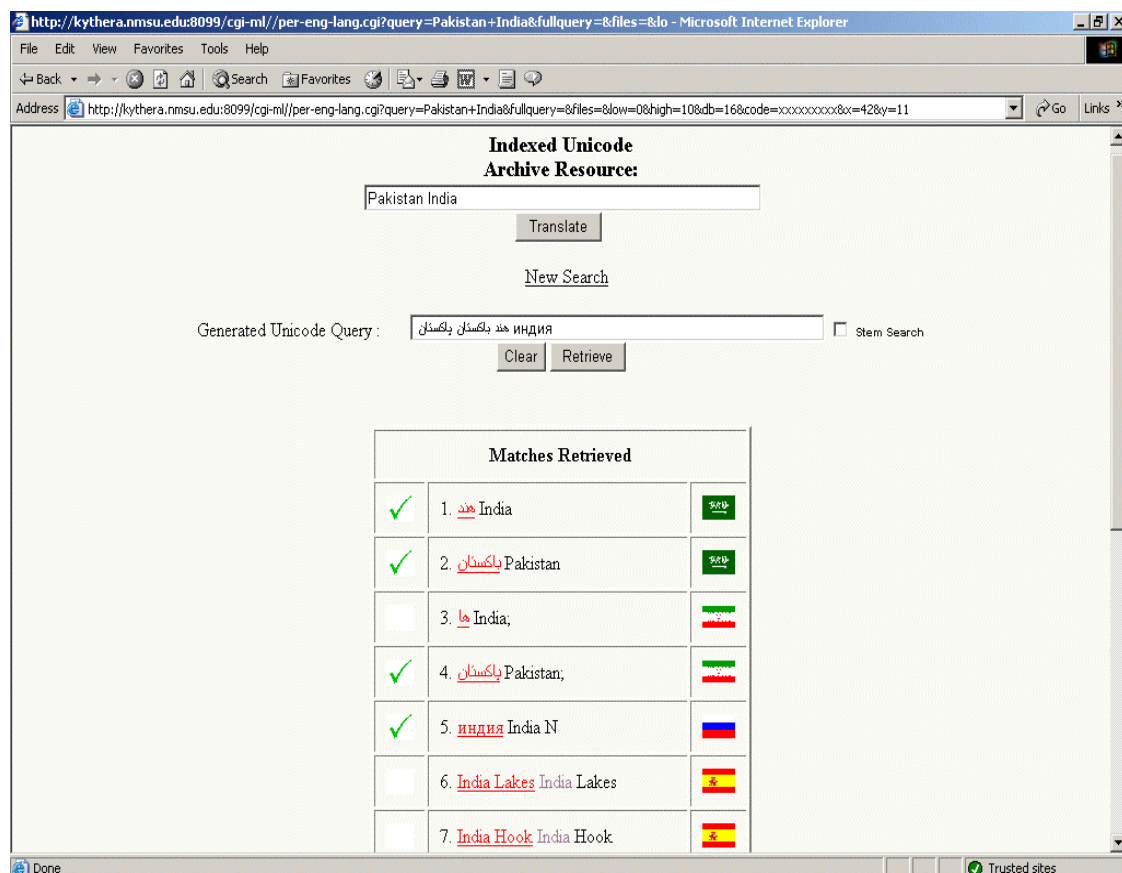 http://kythera.nmsu.edu:8099/cgi-ml//per-eng-lang.cgi?query=Pakistan+India&fullquery=&files=&lo - Microsoft Internet Explorer
File Edit View Favorites Tools Help
Back Search Favorites
Address http://kythera.nmsu.edu:8099/cgi-ml//per-eng-lang.cgi?query=Pakistan+India&fullquery=&files=&low=0&high=10&db=16&code=xxxxxxxxx&x=42&y=11 Go Links »
Indexed Unicode
Archive Resource:
Pakistan India
Translate
New Search
Generated Unicode Query : هند باكستان پاکستان индия Stem Search
Clear Retrieve
Matches Retrieved
1. هند India
2. باكستان Pakistan
3. ها India;
4. پاکستان Pakistan;
5. индия India N
6. India Lakes India Lakes
7. India Hook India Hook
Done Trusted sites